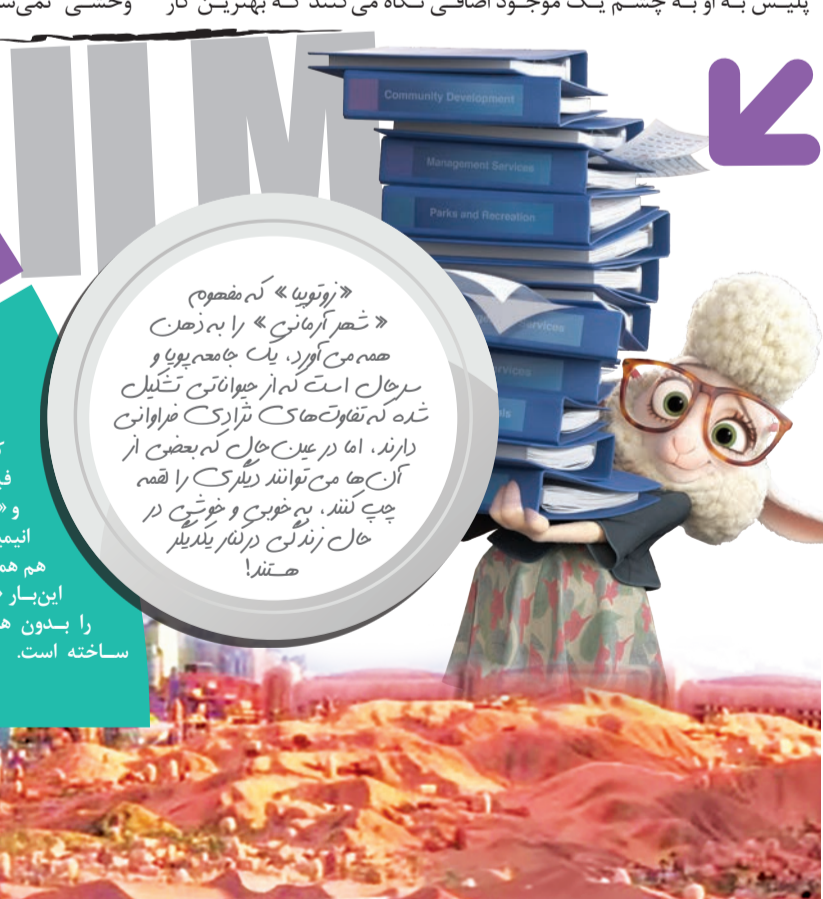 پلیس به او به چشم یک موجود اضافی نگاه می‌کنند که بهترین کار
وحشی نمی‌
Community Development
Management Services
Parks and Recreation
Services
«زوتوپیا» که مفهوم
«شهر آرمانی» را به ذهن
همه می‌آورد، یک جامعه پویا و
سرحال است که از حیواناتی تشکیل
شده که تفاوت‌های نژادی فراوانی
دارند، اما در عین حال که بعضی از
آن‌ها می‌توانند دیگری را لقمه
چپ کنند، به خوبی و خوشی در
حال زندگی در کنار یکدیگر
هستند!
و «
هم
این‌بار
را بدون
ساخته است.